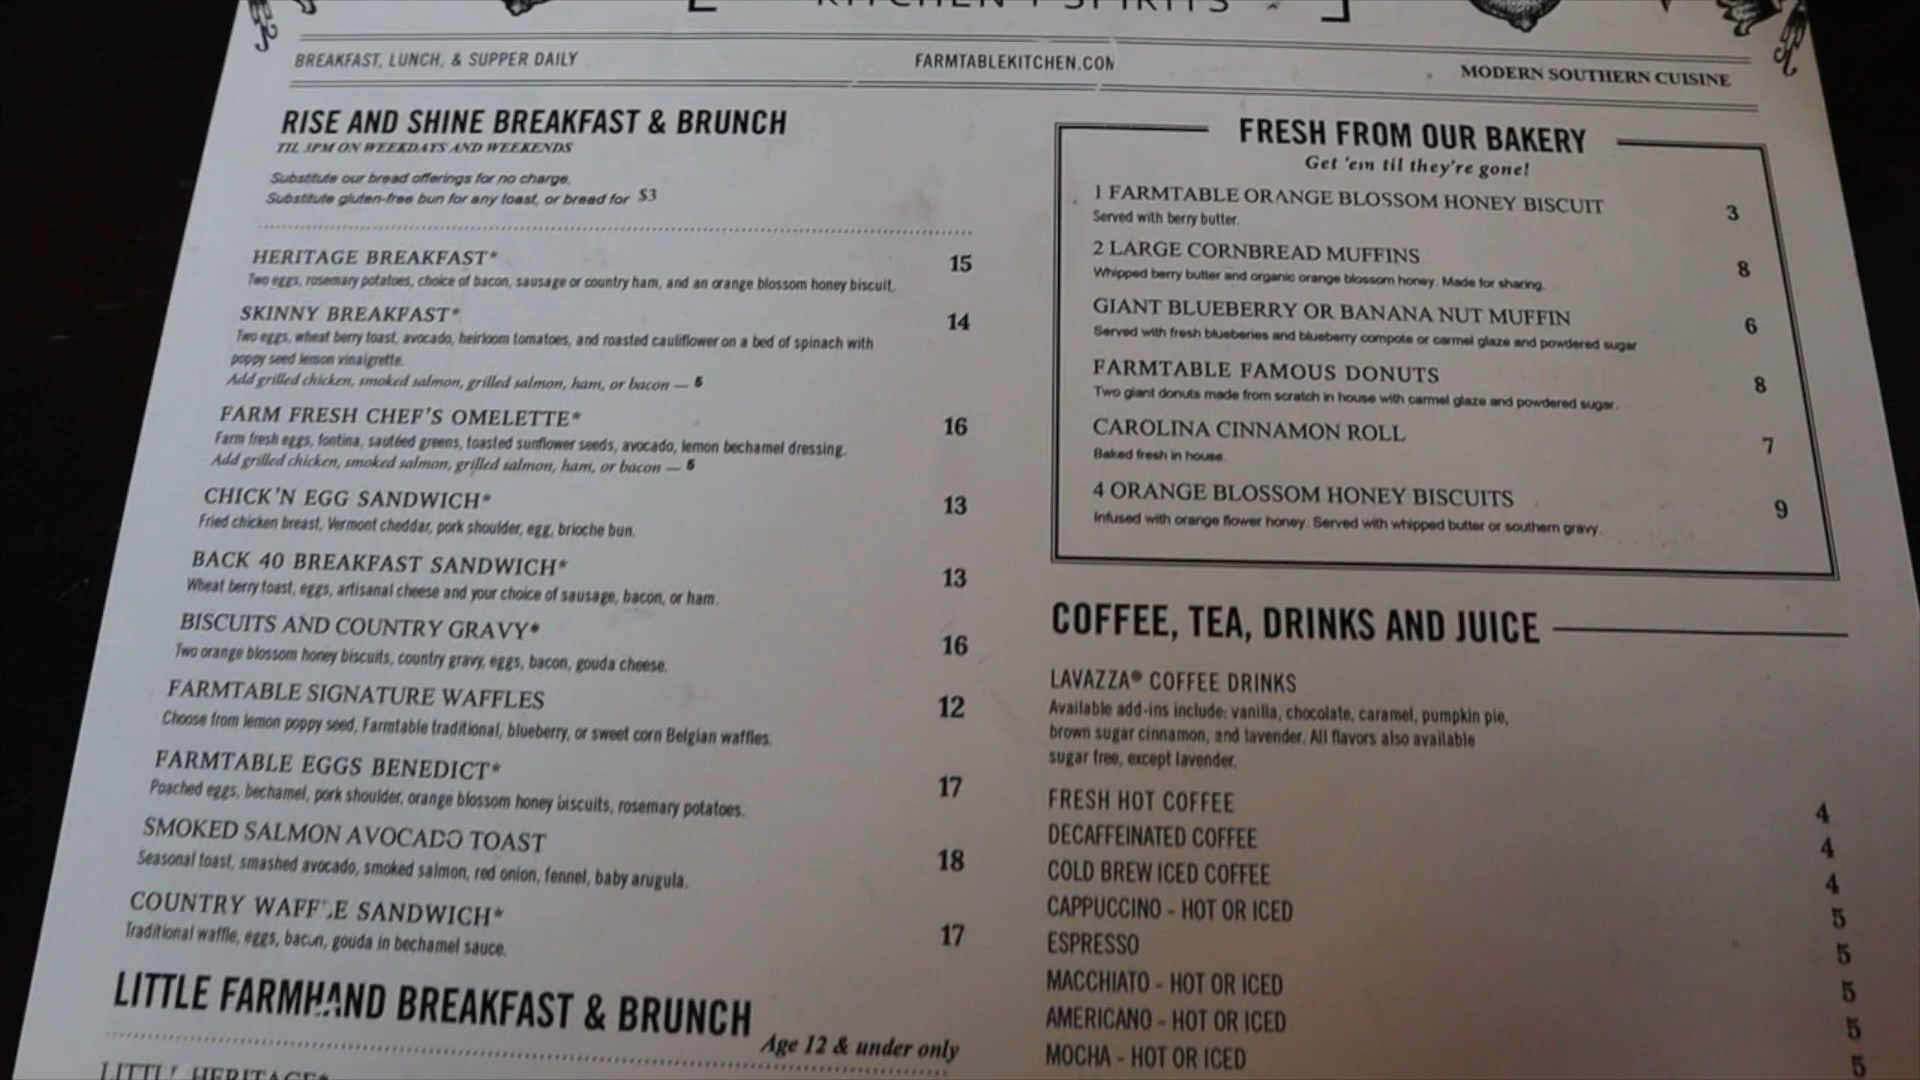 KITCHEN + SPIRITS
BREAKFAST, LUNCH, & SUPPER DAILY
FARMTABLEKITCHEN.COM
MODERN SOUTHERN CUISINE
RISE AND SHINE BREAKFAST & BRUNCH
TIL 3PM ON WEEKDAYS AND WEEKENDS
Substitute our bread offerings for no charge.
Substitute gluten-free bun for any toast, or bread for $3
HERITAGE BREAKFAST* 15
Two eggs, rosemary potatoes, choice of bacon, sausage or country ham, and an orange blossom honey biscuit.
SKINNY BREAKFAST* 14
Two eggs, wheat berry toast, avocado, heirloom tomatoes, and roasted cauliflower on a bed of spinach with
poppy seed lemon vinaigrette.
Add grilled chicken, smoked salmon, grilled salmon, ham, or bacon — 6
FARM FRESH CHEF'S OMELETTE* 16
Farm fresh eggs, fontina, sautéed greens, toasted sunflower seeds, avocado, lemon bechamel dressing.
Add grilled chicken, smoked salmon, grilled salmon, ham, or bacon — 6
CHICK'N EGG SANDWICH* 13
Fried chicken breast, Vermont cheddar, pork shoulder, egg, brioche bun.
BACK 40 BREAKFAST SANDWICH* 13
Wheat berry toast, eggs, artisanal cheese and your choice of sausage, bacon, or ham.
BISCUITS AND COUNTRY GRAVY* 16
Two orange blossom honey biscuits, country gravy, eggs, bacon, gouda cheese.
FARMTABLE SIGNATURE WAFFLES 12
Choose from lemon poppy seed, Farmtable traditional, blueberry, or sweet corn Belgian waffles.
FARMTABLE EGGS BENEDICT* 17
Poached eggs, bechamel, pork shoulder, orange blossom honey biscuits, rosemary potatoes.
SMOKED SALMON AVOCADO TOAST 18
Seasonal toast, smashed avocado, smoked salmon, red onion, fennel, baby arugula.
COUNTRY WAFFLE SANDWICH* 17
Traditional waffle, eggs, bacon, gouda in bechamel sauce.
LITTLE FARMHAND BREAKFAST & BRUNCH
Age 12 & under only
LITTLE HERITAGE*
FRESH FROM OUR BAKERY
Get 'em til they're gone!
1 FARMTABLE ORANGE BLOSSOM HONEY BISCUIT 3
Served with berry butter.
2 LARGE CORNBREAD MUFFINS 8
Whipped berry butter and organic orange blossom honey. Made for sharing.
GIANT BLUEBERRY OR BANANA NUT MUFFIN 6
Served with fresh blueberies and blueberry compote or carmel glaze and powdered sugar
FARMTABLE FAMOUS DONUTS 8
Two giant donuts made from scratch in house with carmel glaze and powdered sugar.
CAROLINA CINNAMON ROLL 7
Baked fresh in house.
4 ORANGE BLOSSOM HONEY BISCUITS 9
Infused with orange flower honey. Served with whipped butter or southern gravy.
COFFEE, TEA, DRINKS AND JUICE
LAVAZZA® COFFEE DRINKS
Available add-ins include: vanilla, chocolate, caramel, pumpkin pie,
brown sugar cinnamon, and lavender. All flavors also available
sugar free, except lavender.
FRESH HOT COFFEE 4
DECAFFEINATED COFFEE 4
COLD BREW ICED COFFEE 4
CAPPUCCINO - HOT OR ICED 5
ESPRESSO 5
MACCHIATO - HOT OR ICED 5
AMERICANO - HOT OR ICED 5
MOCHA - HOT OR ICED 5